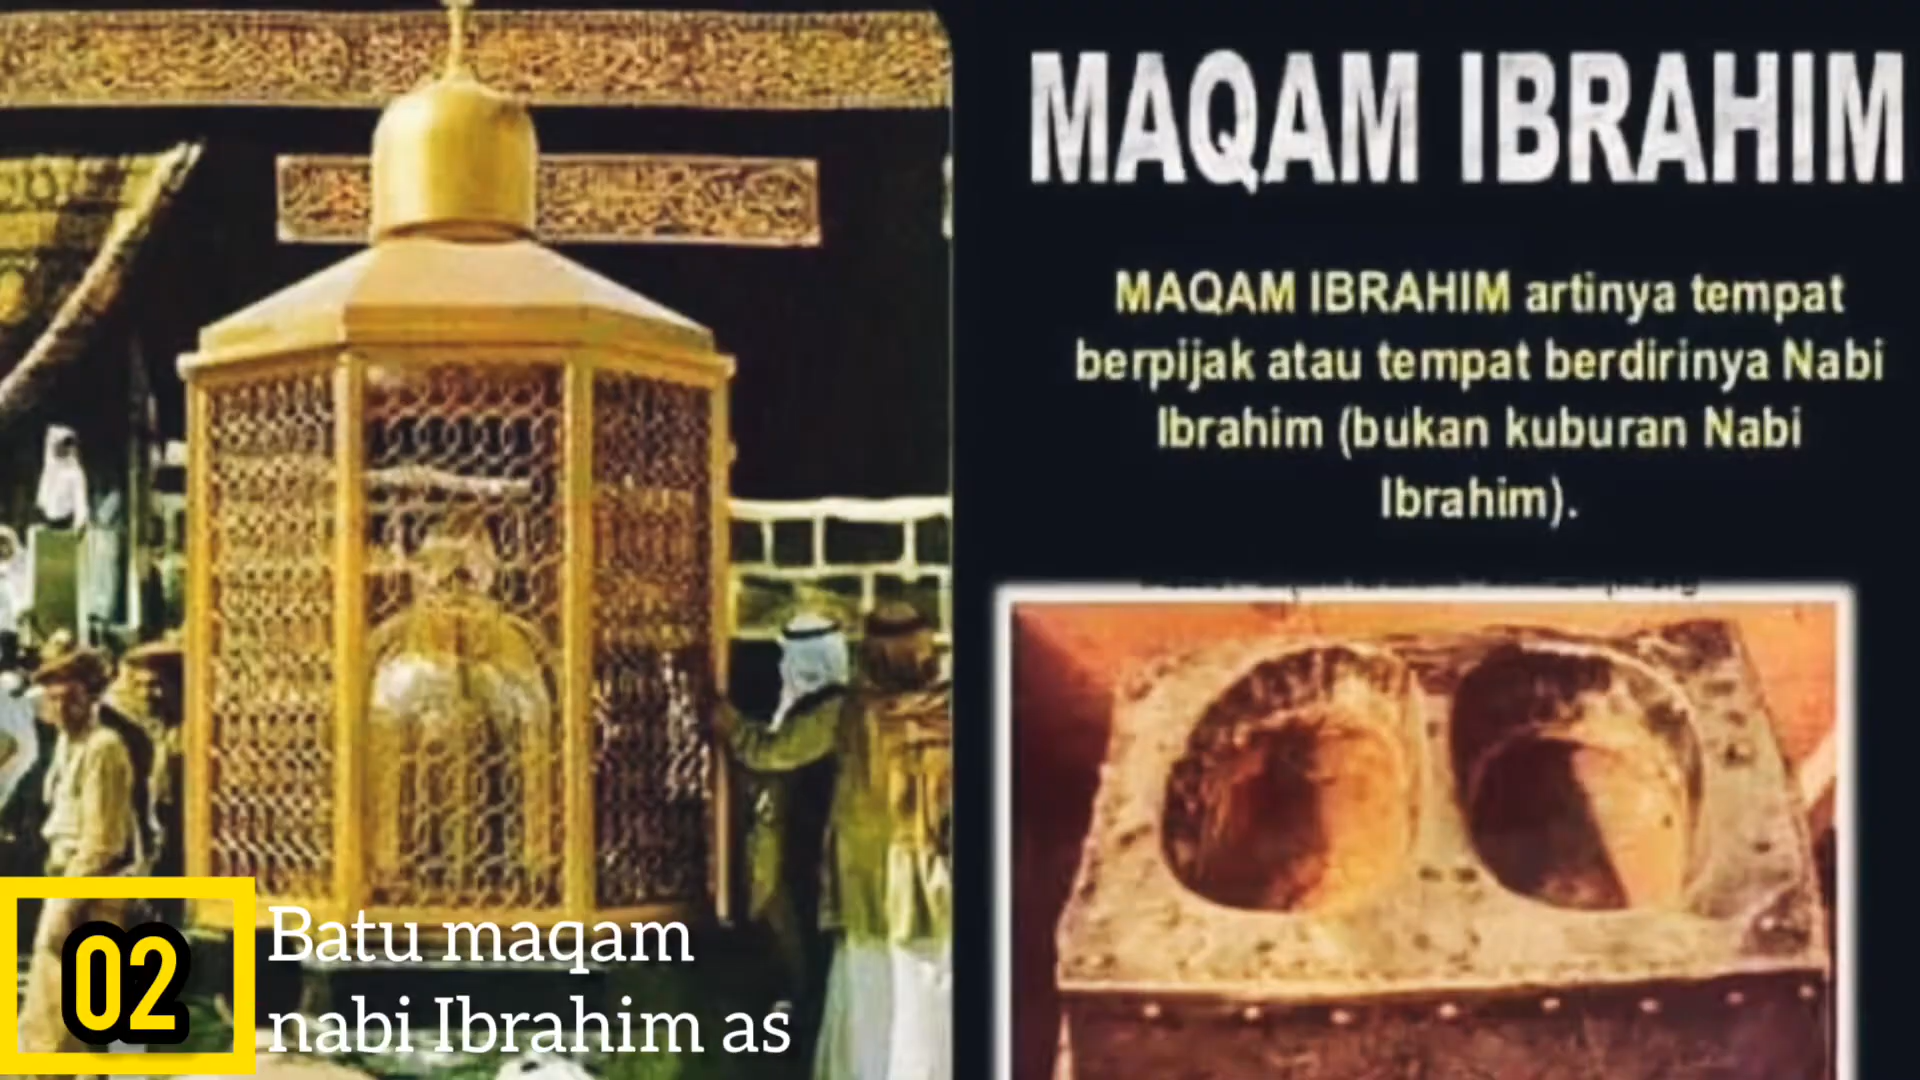 MAQAM IBRAHIM
MAQAM IBRAHIM artinya tempat
berpijak atau tempat berdirinya Nabi
Ibrahim (bukan kuburan Nabi
Ibrahim).
02
Batu maqam
nabi Ibrahim as